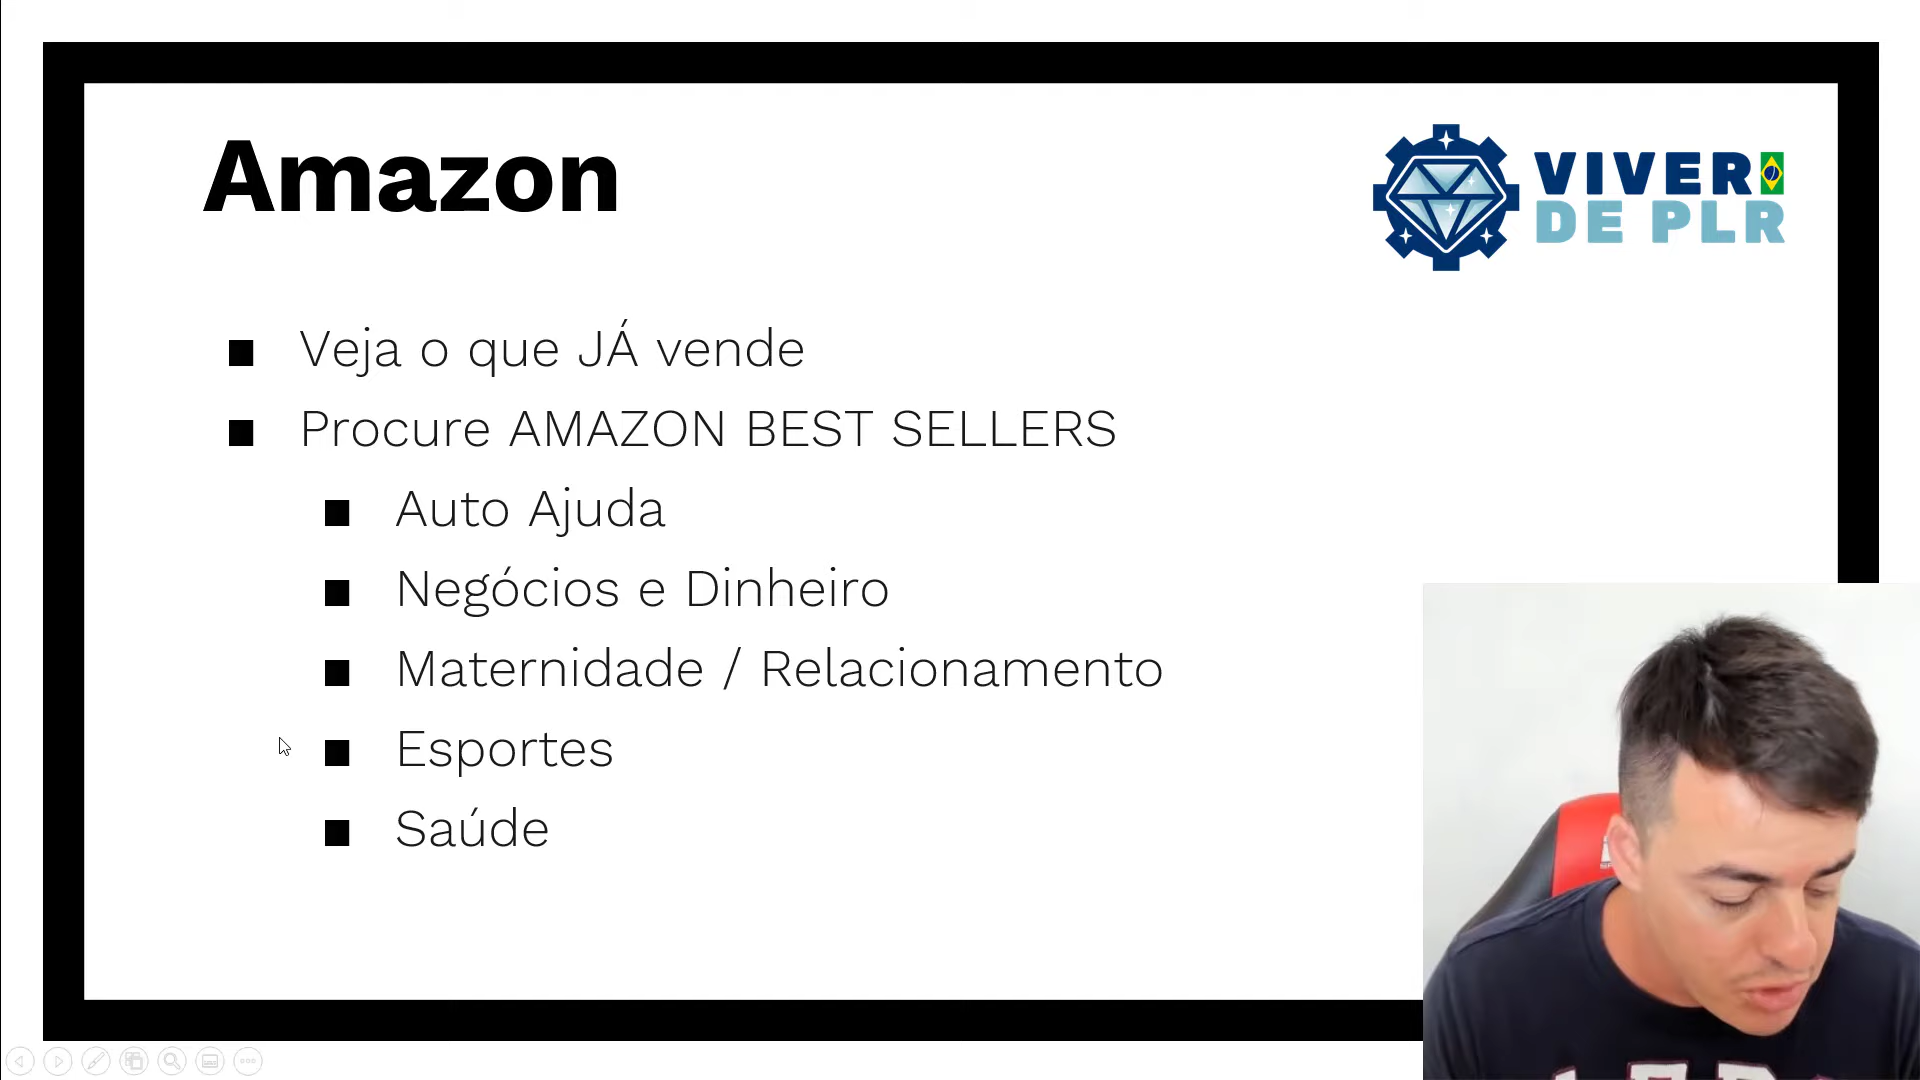 Amazon
VIVER
DE PLR
Veja o que JÁ vende
Procure AMAZON BEST SELLERS
Auto Ajuda
Negócios e Dinheiro
Maternidade / Relacionamento
Esportes
Saúde